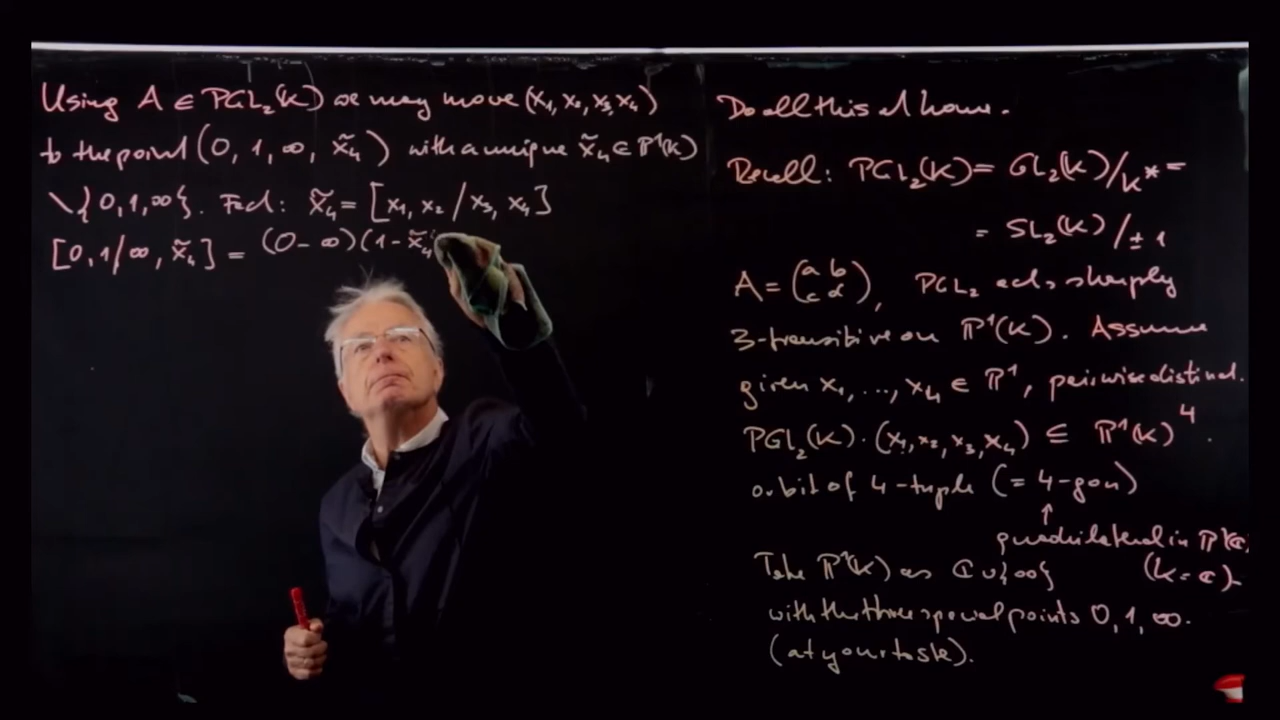 Using A ∈ PGL₂(K) we may move (x₁, x₂, x₃, x₄)
to the point (0, 1, ∞, x̃₄) with a unique x̃₄ ∈ ℙ¹(K)
\{0,1,∞}. Fact: x̃₄ = [x₁, x₂ / x₃, x₄]
[0,1/∞, x̃₄] = (0-∞)(1-x̃₄
Do all this at home.
Recall: PGL₂(K) = GL₂(K)/K* =
= SL₂(K)/±1
A = (a b
c d), PGL₂ acts sharply
3-transitive on ℙ¹(K). Assume
given x₁,..., x₄ ∈ ℙ¹, pairwise distinct.
PGL₂(K)·(x₁, x₂, x₃, x₄) ⊆ ℙ¹(K)⁴.
orbit of 4-tuple (= 4-gon)
↑
quadrilateral in ℙ¹(ℂ)
Take ℙ¹(K) as ℂ∪{∞} (K=ℂ).
with the three special points 0, 1, ∞.
(at your taste).